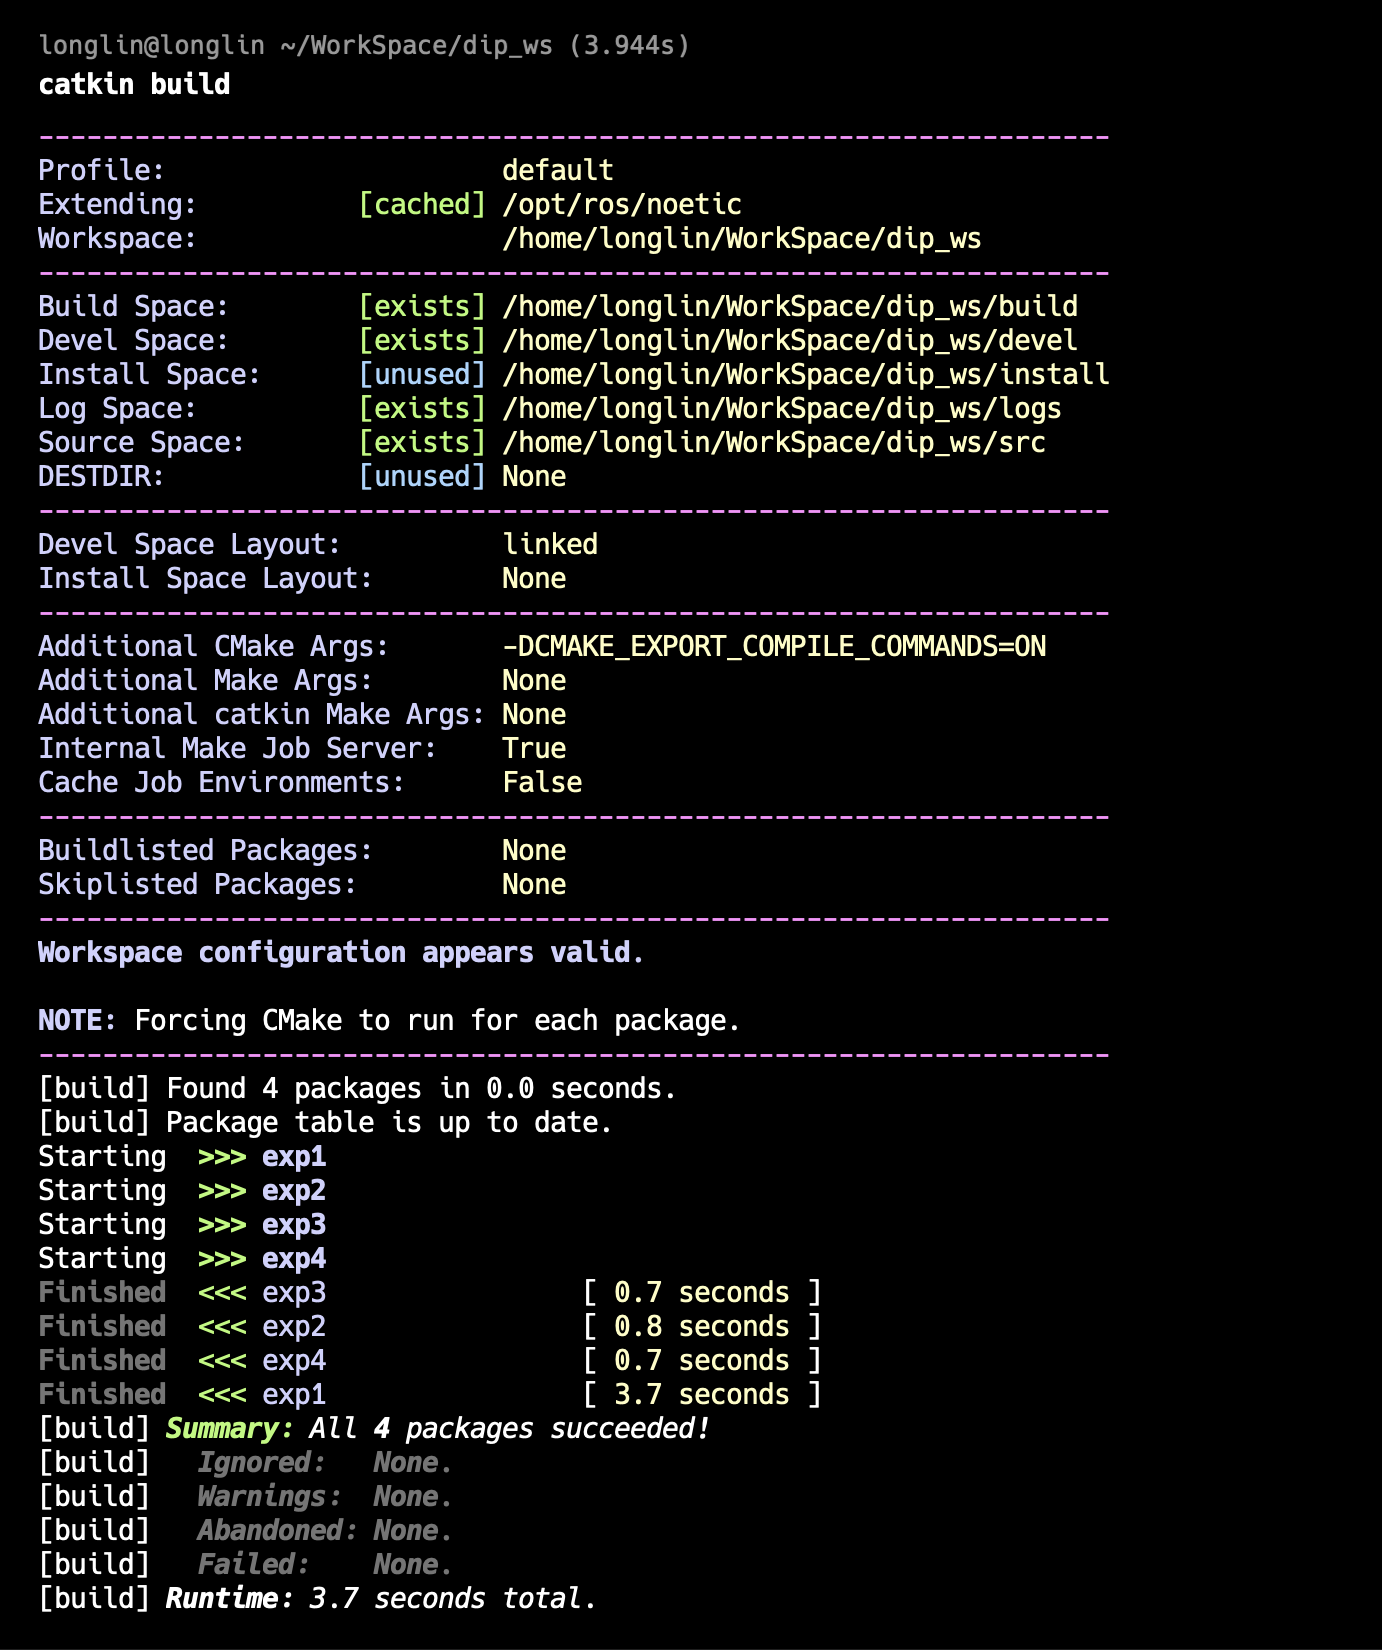 longlin@longlin ~/WorkSpace/dip_ws (3.944s)
catkin build
-------------------------------------------------------------------
Profile:                     default
Extending:          [cached] /opt/ros/noetic
Workspace:                   /home/longlin/WorkSpace/dip_ws
-------------------------------------------------------------------
Build Space:        [exists] /home/longlin/WorkSpace/dip_ws/build
Devel Space:        [exists] /home/longlin/WorkSpace/dip_ws/devel
Install Space:      [unused] /home/longlin/WorkSpace/dip_ws/install
Log Space:          [exists] /home/longlin/WorkSpace/dip_ws/logs
Source Space:       [exists] /home/longlin/WorkSpace/dip_ws/src
DESTDIR:            [unused] None
-------------------------------------------------------------------
Devel Space Layout:          linked
Install Space Layout:        None
-------------------------------------------------------------------
Additional CMake Args:       -DCMAKE_EXPORT_COMPILE_COMMANDS=ON
Additional Make Args:        None
Additional catkin Make Args: None
Internal Make Job Server:    True
Cache Job Environments:      False
-------------------------------------------------------------------
Buildlisted Packages:        None
Skiplisted Packages:         None
-------------------------------------------------------------------
Workspace configuration appears valid.
NOTE: Forcing CMake to run for each package.
-------------------------------------------------------------------
[build] Found 4 packages in 0.0 seconds.
[build] Package table is up to date.
Starting  >>> exp1
Starting  >>> exp2
Starting  >>> exp3
Starting  >>> exp4
Finished  <<< exp3                [ 0.7 seconds ]
Finished  <<< exp2                [ 0.8 seconds ]
Finished  <<< exp4                [ 0.7 seconds ]
Finished  <<< exp1                [ 3.7 seconds ]
[build] Summary: All 4 packages succeeded!
[build]   Ignored:   None.
[build]   Warnings:  None.
[build]   Abandoned: None.
[build]   Failed:    None.
[build] Runtime: 3.7 seconds total.